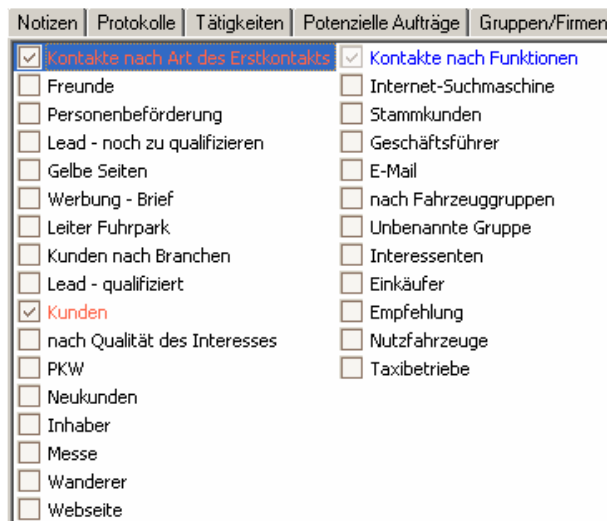 Notizen Protokolle Tätigkeiten Potenzielle Aufträge Gruppen/Firmen
Kontakte nach Art des Erstkontakts
Freunde
Personenbeförderung
Lead - noch zu qualifizieren
Gelbe Seiten
Werbung - Brief
Leiter Fuhrpark
Kunden nach Branchen
Lead - qualifiziert
Kunden
nach Qualität des Interesses
PKW
Neukunden
Inhaber
Messe
Wanderer
Webseite
Kontakte nach Funktionen
Internet-Suchmaschine
Stammkunden
Geschäftsführer
E-Mail
nach Fahrzeuggruppen
Unbenannte Gruppe
Interessenten
Einkäufer
Empfehlung
Nutzfahrzeuge
Taxibetriebe